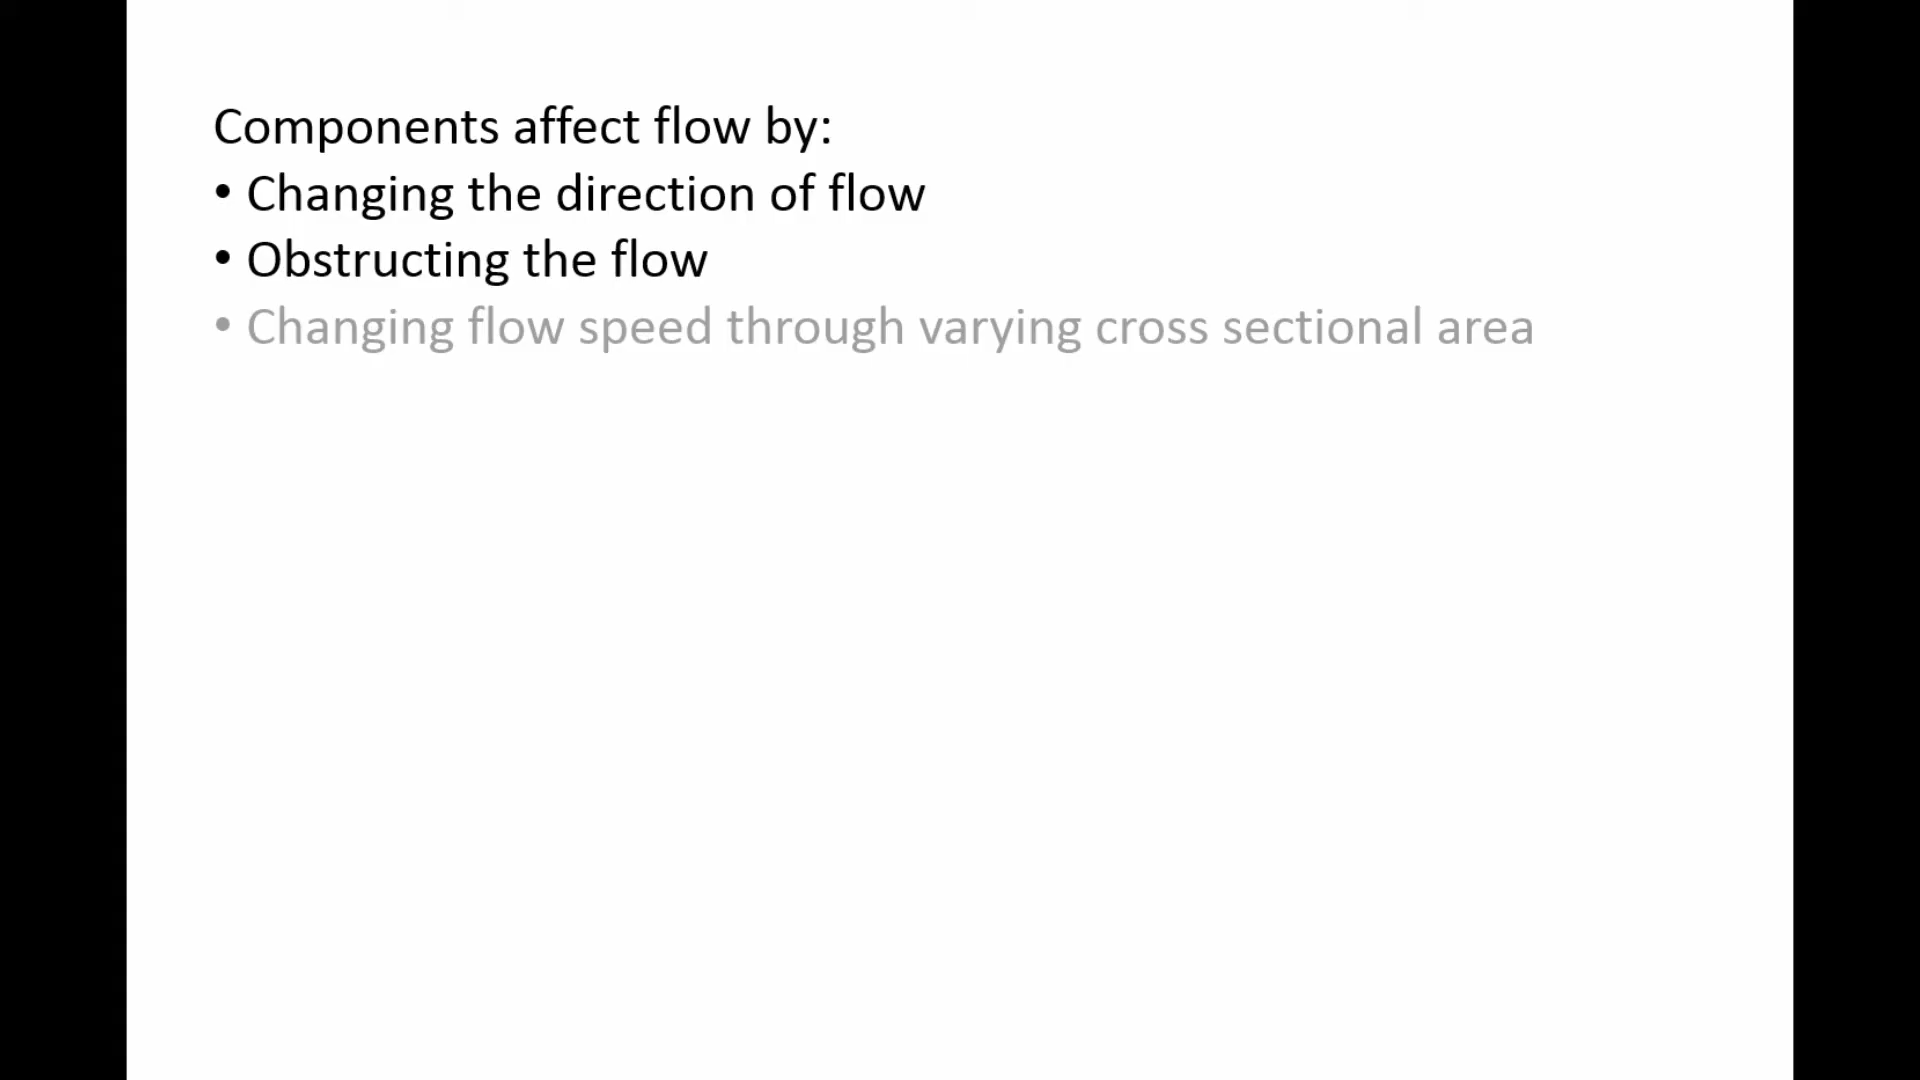 Components affect flow by:
• Changing the direction of flow
• Obstructing the flow
• Changing flow speed through varying cross sectional area